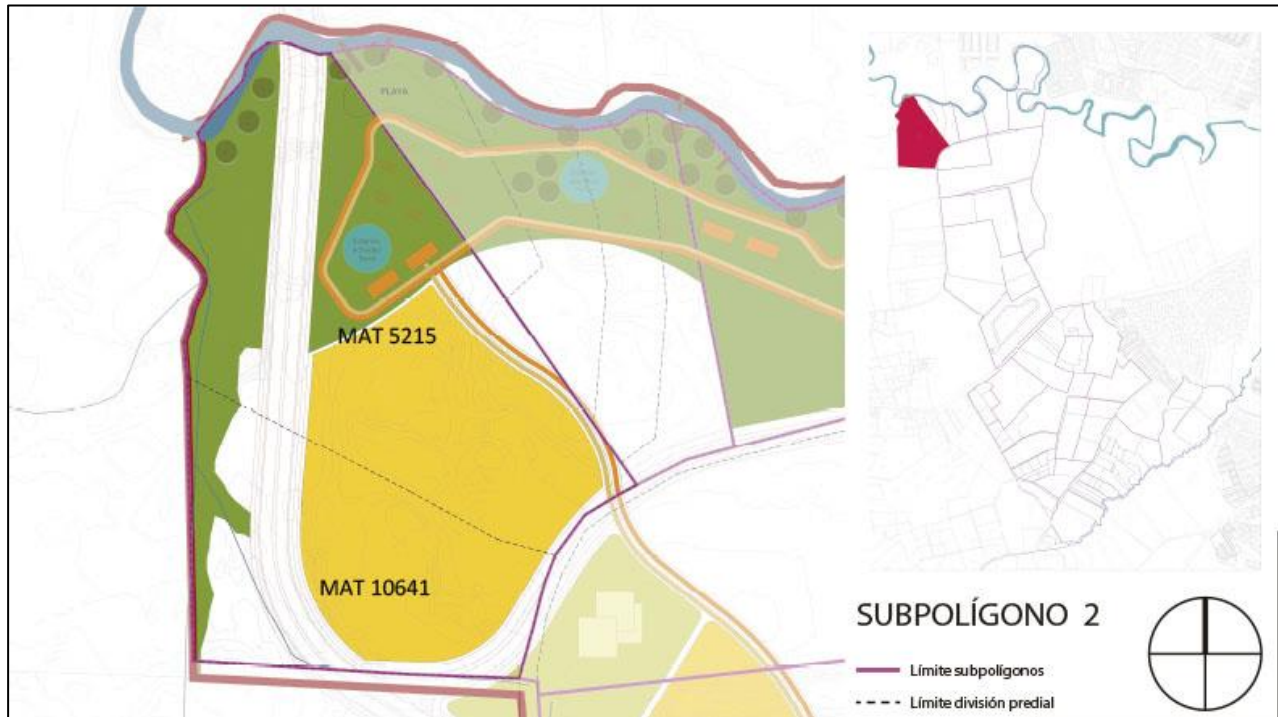 PLAYA
MAT 5215
MAT 10641
SUBPOLÍGONO 2
Límite subpolígonos
Límite división predial